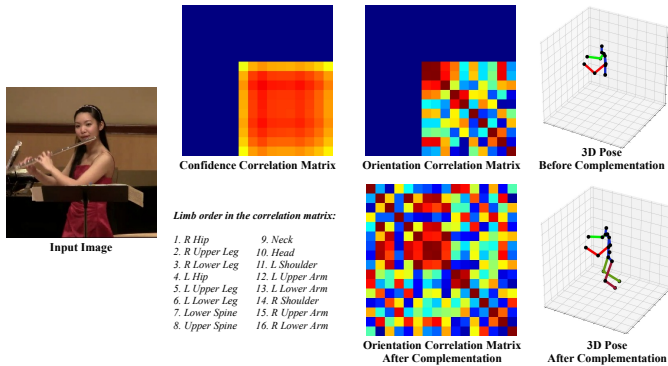 Confidence Correlation Matrix
Orientation Correlation Matrix
3D Pose
Before Complementation
Input Image
Limb order in the correlation matrix:
1. R Hip
2. R Upper Leg
3. R Lower Leg
4. L Hip
5. L Upper Leg
6. L Lower Leg
7. Lower Spine
8. Upper Spine
9. Neck
10. Head
11. L Shoulder
12. L Upper Arm
13. L Lower Arm
14. R Shoulder
15. R Upper Arm
16. R Lower Arm
Orientation Correlation Matrix
After Complementation
3D Pose
After Complementation